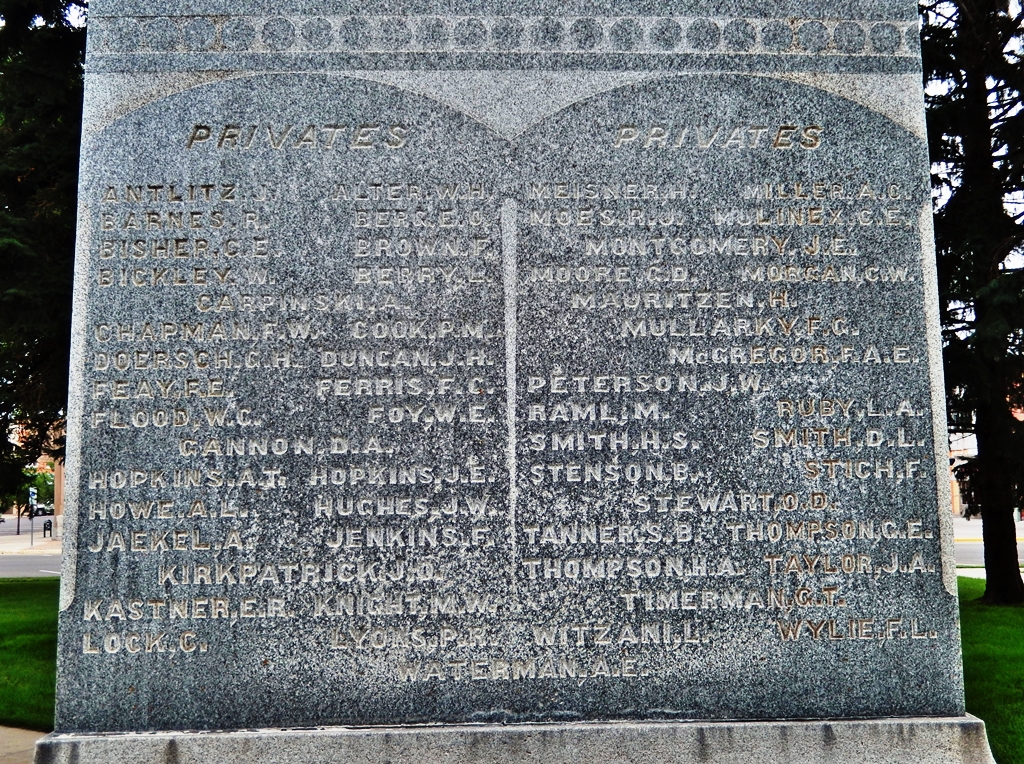 PRIVATES
ANTLITZ, J. ALTER, W.H.
BARNES, R. BERG, E.O.
BISHER, C.E. BROWN, F.
BICKLEY, W. BERRY, L.
CARPINSKI, A.
CHAPMAN, F.W. COOK, P.M.
DOERSCH, G.H. DUNCAN, J.H.
FEAY, F.E. FERRIS, F.C.
FLOOD, W.C. FOY, W.E.
GANNON, D.A.
HOPKINS, A.T. HOPKINS, J.E.
HOWE, A.L. HUGHES, J.W.
JAEKEL, A. JENKINS, F.
KIRKPATRICK, J.O.
KASTNER, E.R. KNIGHT, M.W.
LOCK, G. LYONS, P.R.
PRIVATES
MEISNER, H. MILLER, A.C.
MOES, R.J. MULINEX, C.E.
MONTGOMERY, J.E.
MOORE, G.D. MORGAN, C.W.
MAURITZEN, H.
MULLARKY, F.G.
McGREGOR, F.A.E.
PETERSON, J.W.
RAML, M. RUBY, L.A.
SMITH, H.S. SMITH, D.L.
STENSON, B. STICH, F.
STEWART, O.D.
TANNER, S.B. THOMPSON, G.E.
THOMPSON, H.A. TAYLOR, J.A.
TIMERMAN, G.T.
WITZANI, L. WYLIE, F.L.
WATERMAN, A.E.